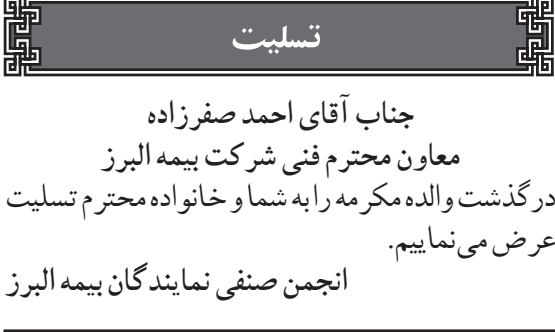 تسلیت
جناب آقای احمد صفرزاده
معاون محترم فنی شرکت بیمه البرز
درگذشت والده مکرمه را به شما و خانواده محترم تسلیت
عرض می‌نماییم.
انجمن صنفی نمایندگان بیمه البرز